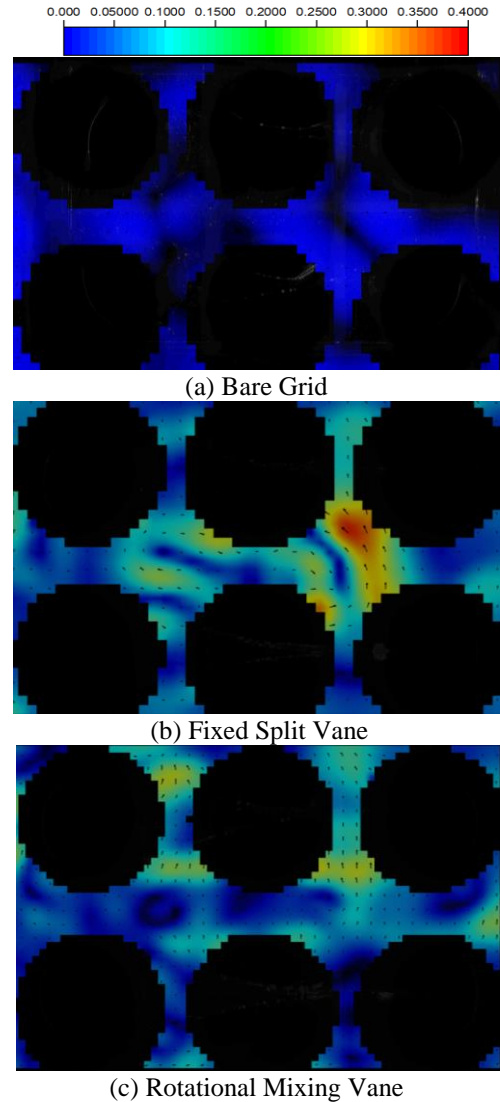 0.000 0.05000 0.1000 0.1500 0.2000 0.2500 0.3000 0.3500 0.4000
(a) Bare Grid
(b) Fixed Split Vane
(c) Rotational Mixing Vane